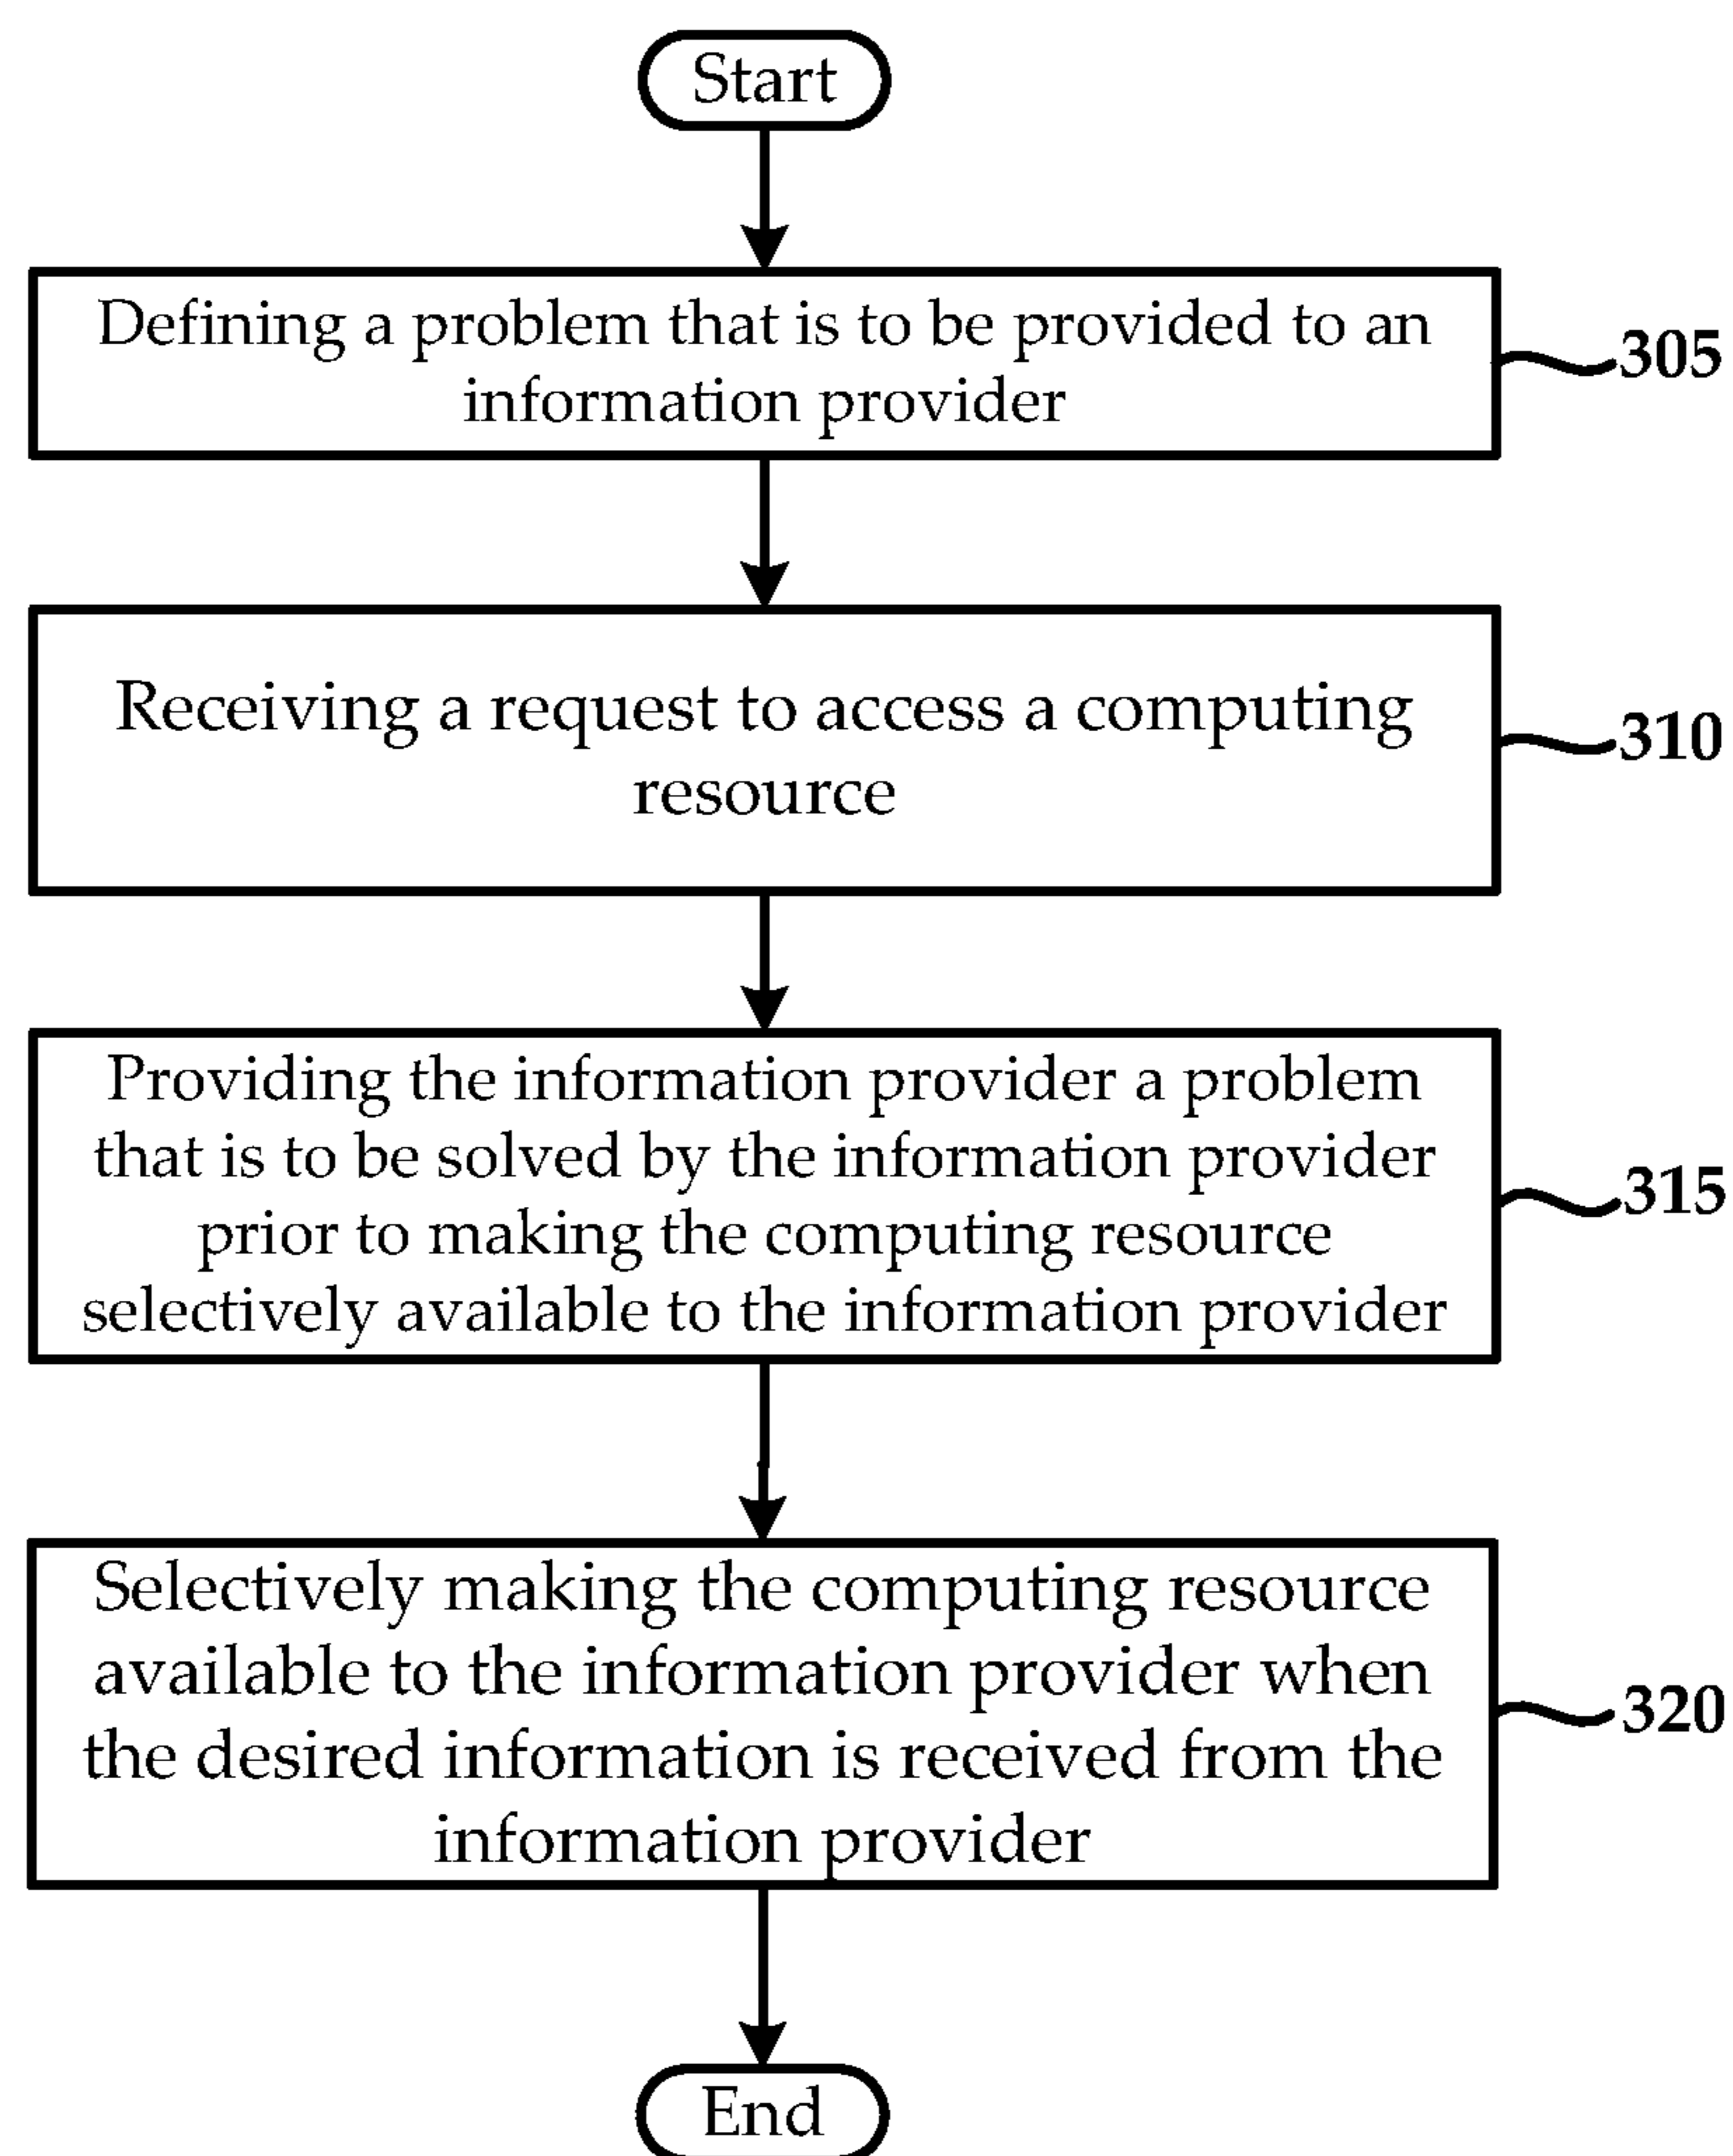 Start
Defining a problem that is to be provided to an
information provider
305
Receiving a request to access a computing
resource
310
Providing the information provider a problem
that is to be solved by the information provider
prior to making the computing resource
selectively available to the information provider
315
Selectively making the computing resource
available to the information provider when
the desired information is received from the
information provider
320
End